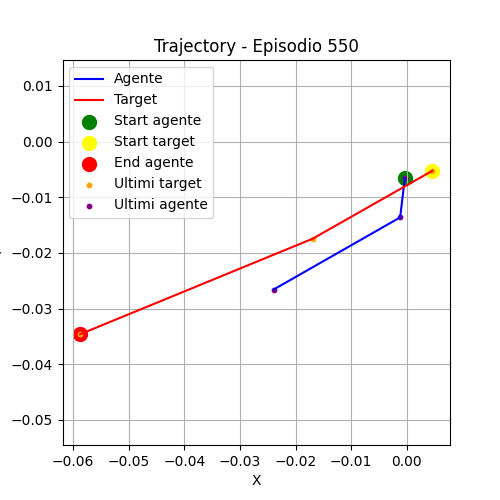 Trajectory - Episodio 550
Agente
Target
Start agente
Start target
End agente
Ultimi target
Ultimi agente
0.01
0.00
−0.01
−0.02
−0.03
−0.04
−0.05
−0.06 −0.05 −0.04 −0.03 −0.02 −0.01 0.00
X